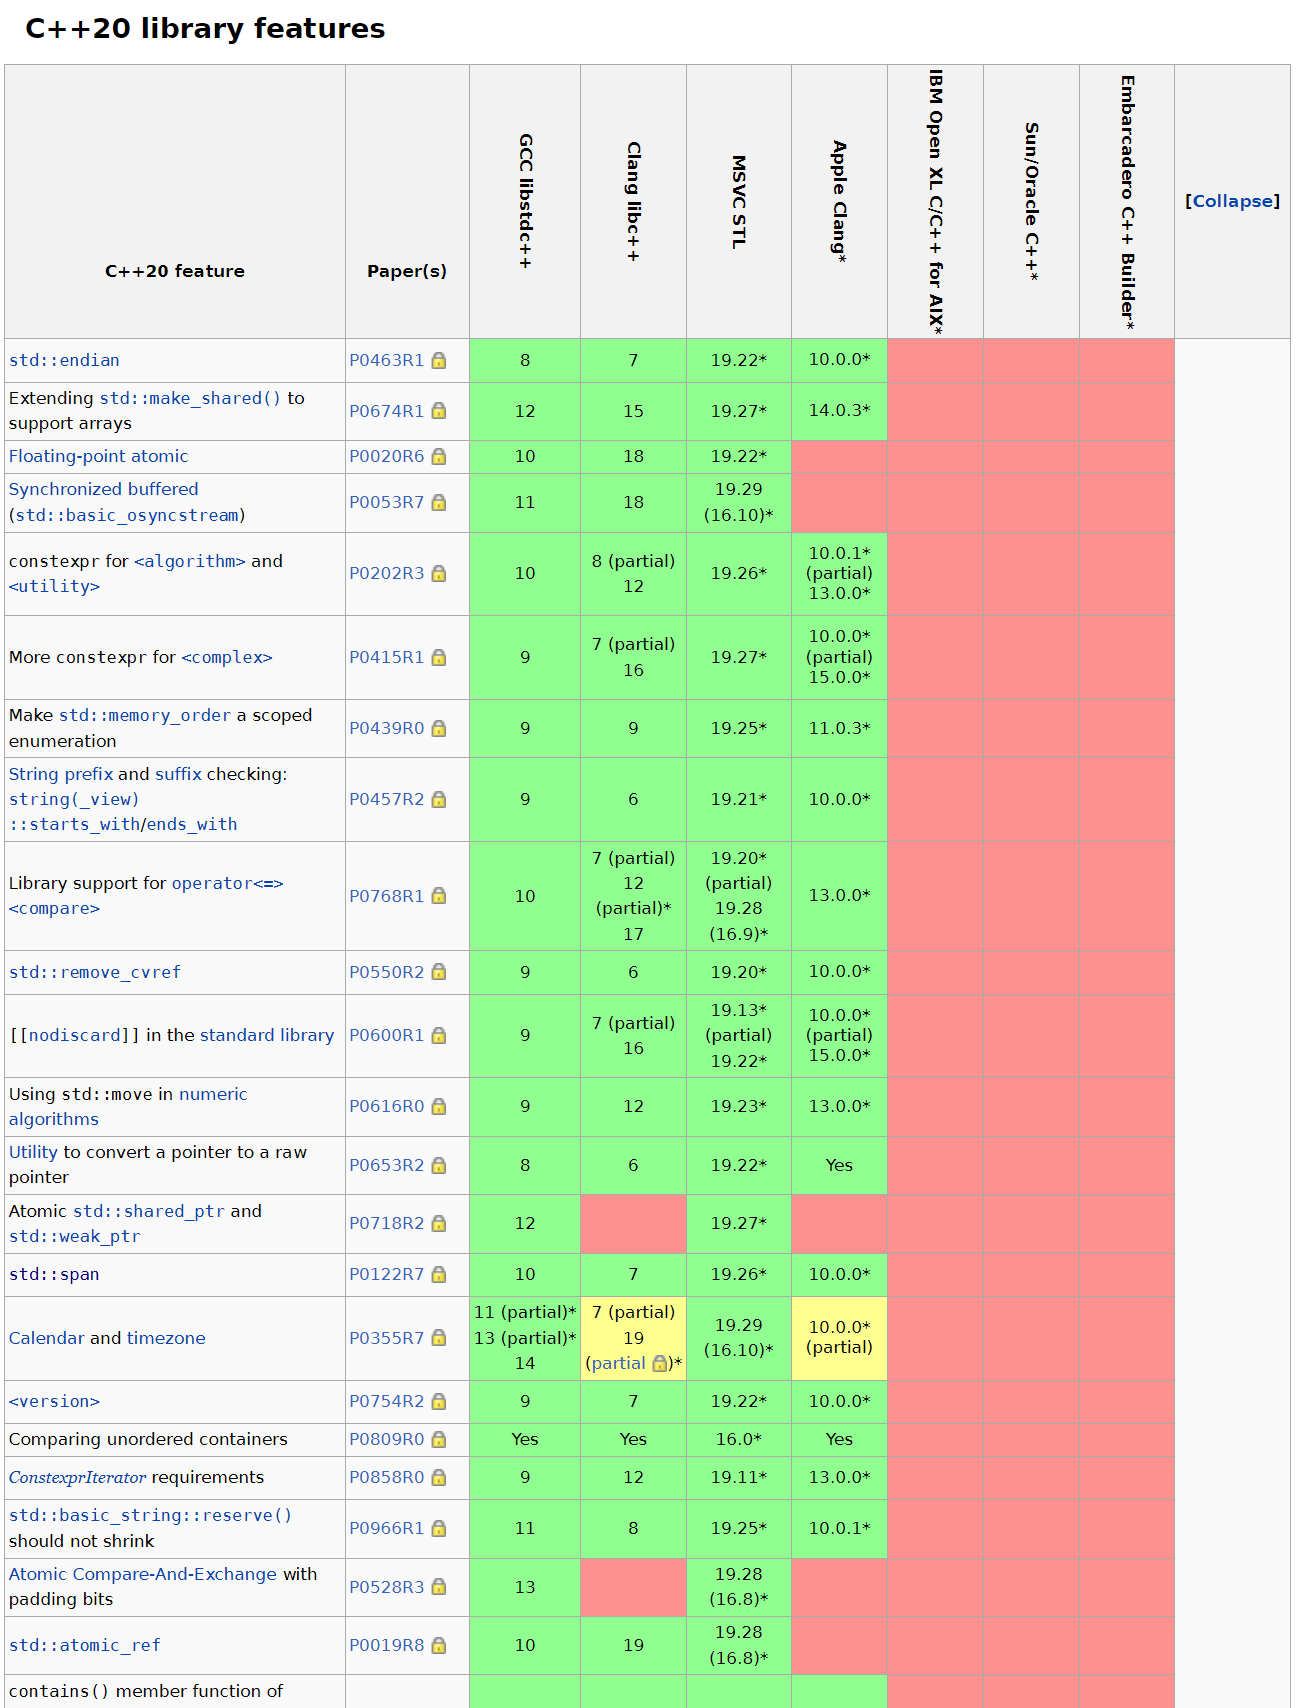 C++20 library features
C++20 feature
Paper(s)
GCC libstdc++
Clang libc++
MSVC STL
Apple Clang*
IBM Open XL C/C++ for AIX*
Sun/Oracle C++*
Embarcadero C++ Builder*
[Collapse]
std::endian P0463R1 8 7 19.22* 10.0.0*
Extending std::make_shared() to
support arrays
P0674R1 12 15 19.27* 14.0.3*
Floating-point atomic P0020R6 10 18 19.22*
Synchronized buffered
(std::basic_osyncstream)
P0053R7 11 18
19.29
(16.10)*
constexpr for <algorithm> and
<utility>
P0202R3 10
8 (partial)
12
19.26*
10.0.1*
(partial)
13.0.0*
More constexpr for <complex> P0415R1 9
7 (partial)
16
19.27*
10.0.0*
(partial)
15.0.0*
Make std::memory_order a scoped
enumeration
P0439R0 9 9 19.25* 11.0.3*
String prefix and suffix checking:
string(_view)
::starts_with/ends_with
P0457R2 9 6 19.21* 10.0.0*
Library support for operator<=>
<compare>
P0768R1 10
7 (partial)
12
(partial)*
17
19.20*
(partial)
19.28
(16.9)*
13.0.0*
std::remove_cvref P0550R2 9 6 19.20* 10.0.0*
[[nodiscard]] in the standard library P0600R1 9
7 (partial)
16
19.13*
(partial)
19.22*
10.0.0*
(partial)
15.0.0*
Using std::move in numeric
algorithms
P0616R0 9 12 19.23* 13.0.0*
Utility to convert a pointer to a raw
pointer
P0653R2 8 6 19.22* Yes
Atomic std::shared_ptr and
std::weak_ptr
P0718R2 12 19.27*
std::span P0122R7 10 7 19.26* 10.0.0*
Calendar and timezone P0355R7
11 (partial)*
13 (partial)*
14
7 (partial)
19
(partial)*
19.29
(16.10)*
10.0.0*
(partial)
<version> P0754R2 9 7 19.22* 10.0.0*
Comparing unordered containers P0809R0 Yes Yes 16.0* Yes
ConstexprIterator requirements P0858R0 9 12 19.11* 13.0.0*
std::basic_string::reserve()
should not shrink
P0966R1 11 8 19.25* 10.0.1*
Atomic Compare-And-Exchange with
padding bits
P0528R3 13
19.28
(16.8)*
std::atomic_ref P0019R8 10 19
19.28
(16.8)*
contains() member function of